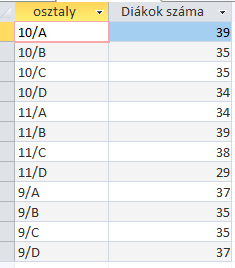 osztaly Diákok száma
10/A 39
10/B 35
10/C 35
10/D 34
11/A 34
11/B 39
11/C 38
11/D 29
9/A 37
9/B 35
9/C 35
9/D 37